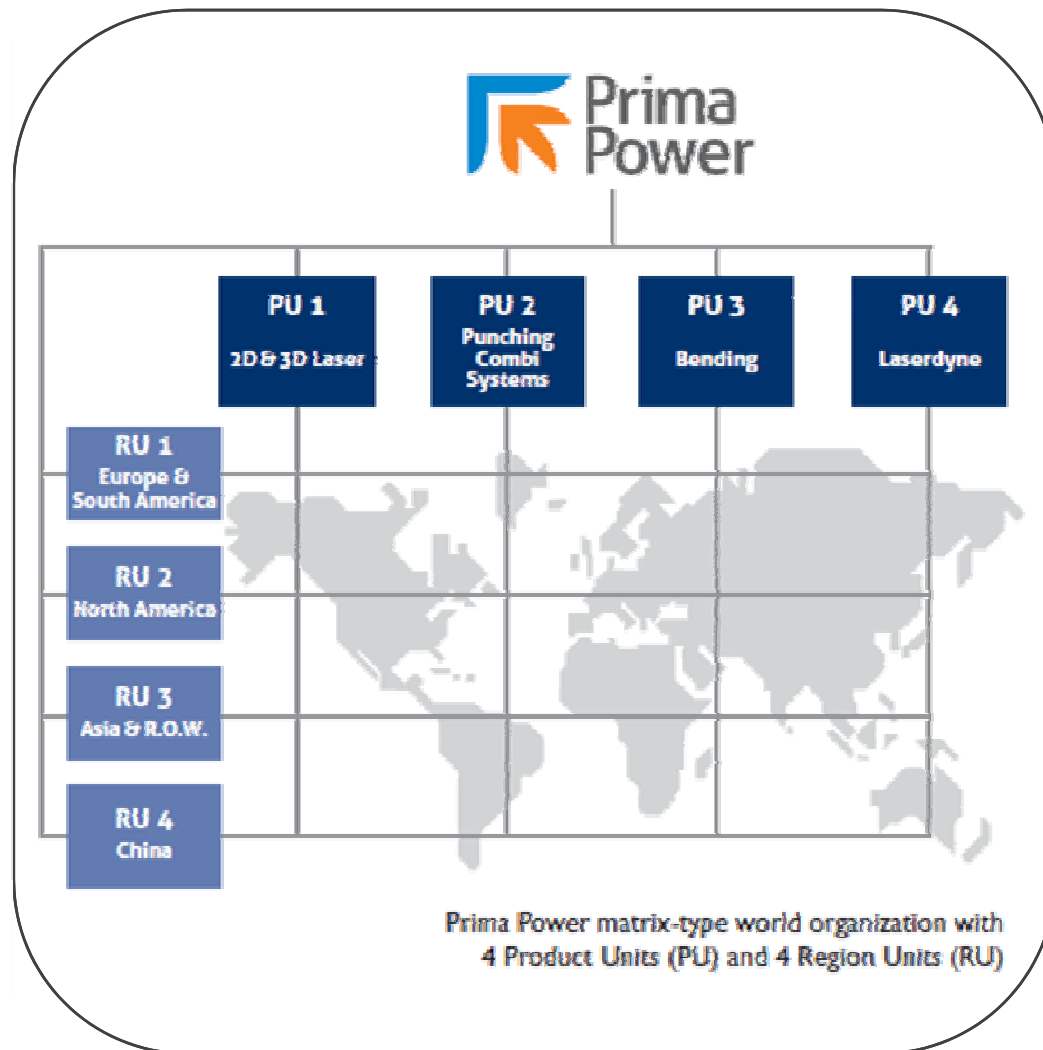 Prima
Power
PU 1
2D & 3D Laser
PU 2
Punching
Combi
Systems
PU 3
Bending
PU 4
Laserdyne
RU 1
Europe &
South America
RU 2
North America
RU 3
Asia & R.O.W.
RU 4
China
Prima Power matrix-type world organization with
4 Product Units (PU) and 4 Region Units (RU)